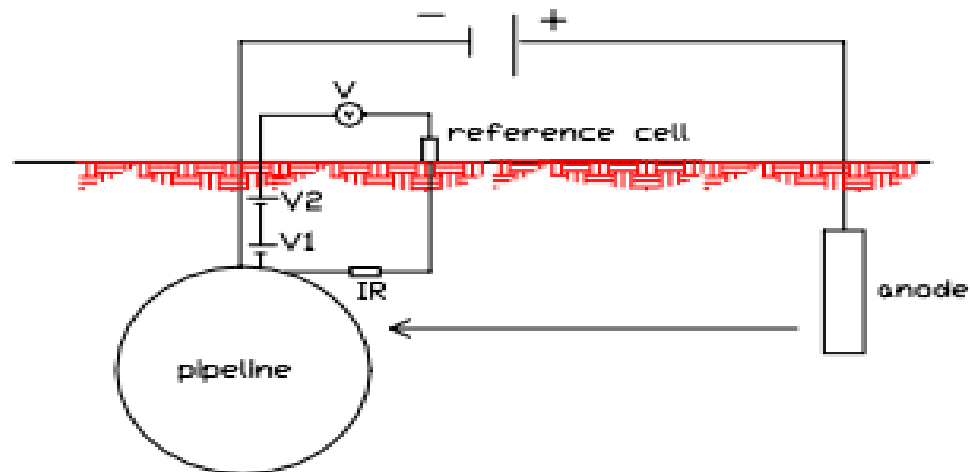 − +
V
V
reference cell
V2
V1
IR
anode
pipeline